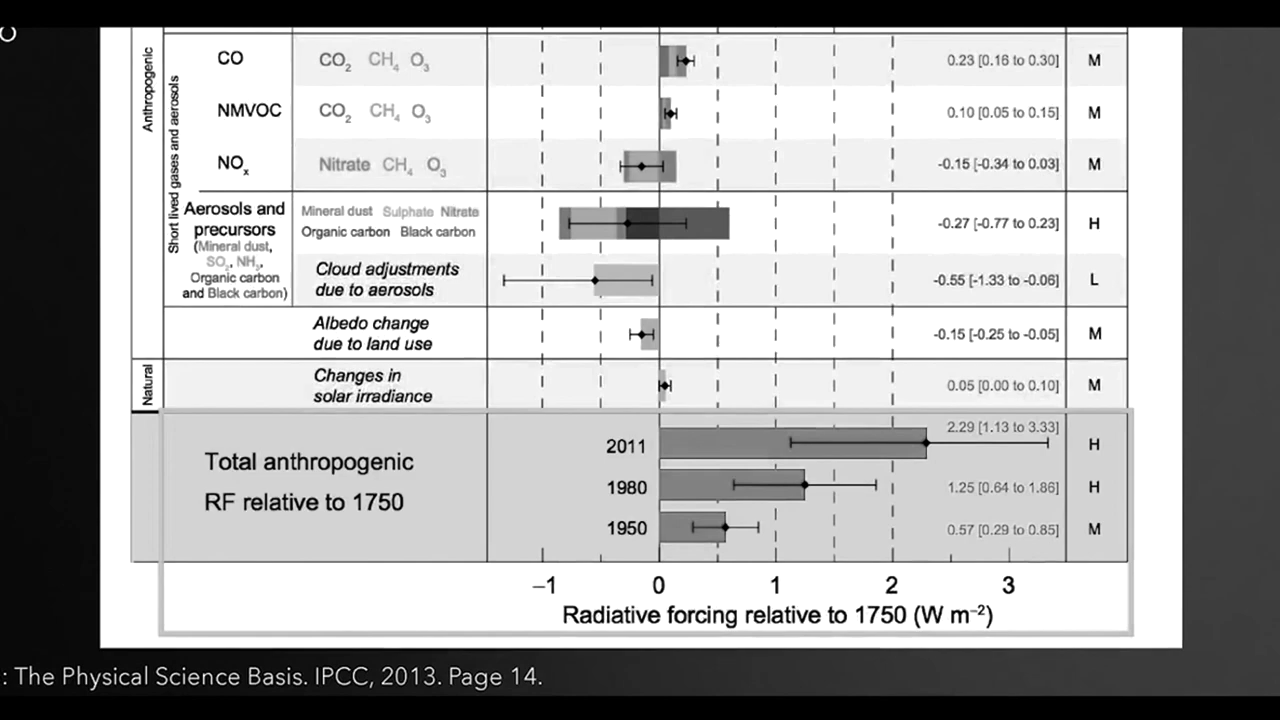 Anthropogenic
Short lived gases and aerosols
CO
CO₂ CH₄ O₃
0.23 [0.16 to 0.30]
M
NMVOC
CO₂ CH₄ O₃
0.10 [0.05 to 0.15]
M
NOₓ
Nitrate CH₄ O₃
-0.15 [-0.34 to 0.03]
M
Aerosols and
precursors
(Mineral dust,
SO₂, NH₃,
Organic carbon
and Black carbon)
Mineral dust Sulphate Nitrate
Organic carbon Black carbon
-0.27 [-0.77 to 0.23]
H
Cloud adjustments
due to aerosols
-0.55 [-1.33 to -0.06]
L
Albedo change
due to land use
-0.15 [-0.25 to -0.05]
M
Natural
Changes in
solar irradiance
0.05 [0.00 to 0.10]
M
Total anthropogenic
RF relative to 1750
2011
2.29 [1.13 to 3.33]
H
1980
1.25 [0.64 to 1.86]
H
1950
0.57 [0.29 to 0.85]
M
−1 0 1 2 3
Radiative forcing relative to 1750 (W m⁻²)
: The Physical Science Basis. IPCC, 2013. Page 14.